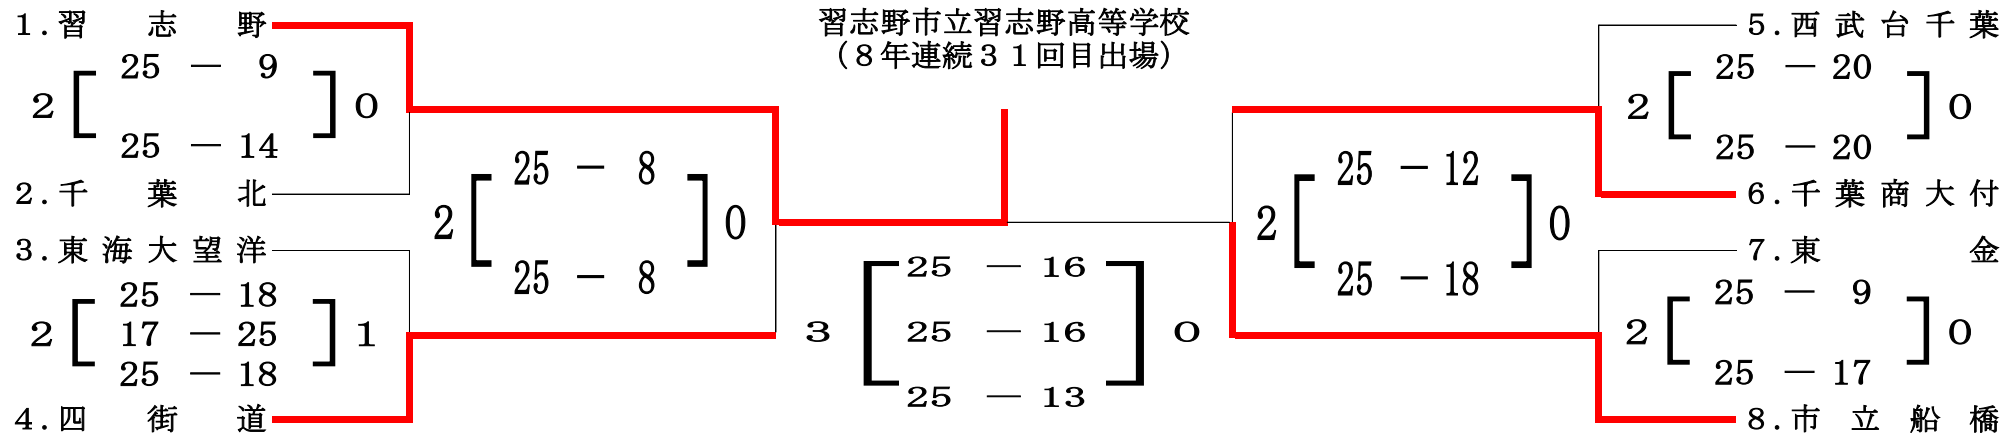 習志野市立習志野高等学校
（８年連続３１回目出場）
1.習志野
25 － 9
2 [ ] 0
25 － 14
2.千葉北
3.東海大望洋
25 － 18
2 [ 17 － 25 ] 1
25 － 18
4.四街道
25 － 8
2 [ ] 0
25 － 8
25 － 16
3 [ 25 － 16 ] 0
25 － 13
25 － 12
2 [ ] 0
25 － 18
5.西武台千葉
25 － 20
2 [ ] 0
25 － 20
6.千葉商大付
7.東金
25 － 9
2 [ ] 0
25 － 17
8.市立船橋